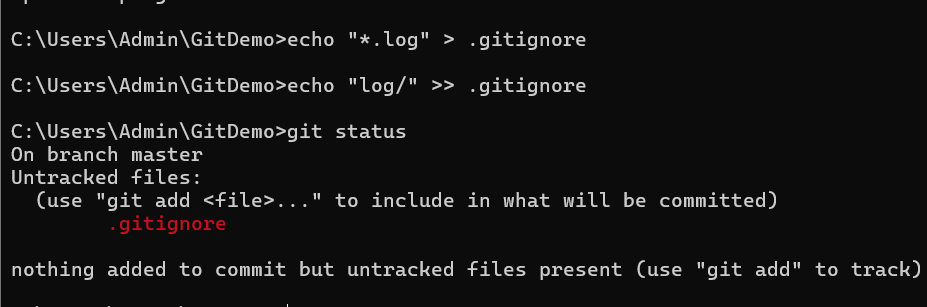 C:\Users\Admin\GitDemo>echo "*.log" > .gitignore
C:\Users\Admin\GitDemo>echo "log/" >> .gitignore
C:\Users\Admin\GitDemo>git status
On branch master
Untracked files:
  (use "git add <file>..." to include in what will be committed)
        .gitignore
nothing added to commit but untracked files present (use "git add" to track)